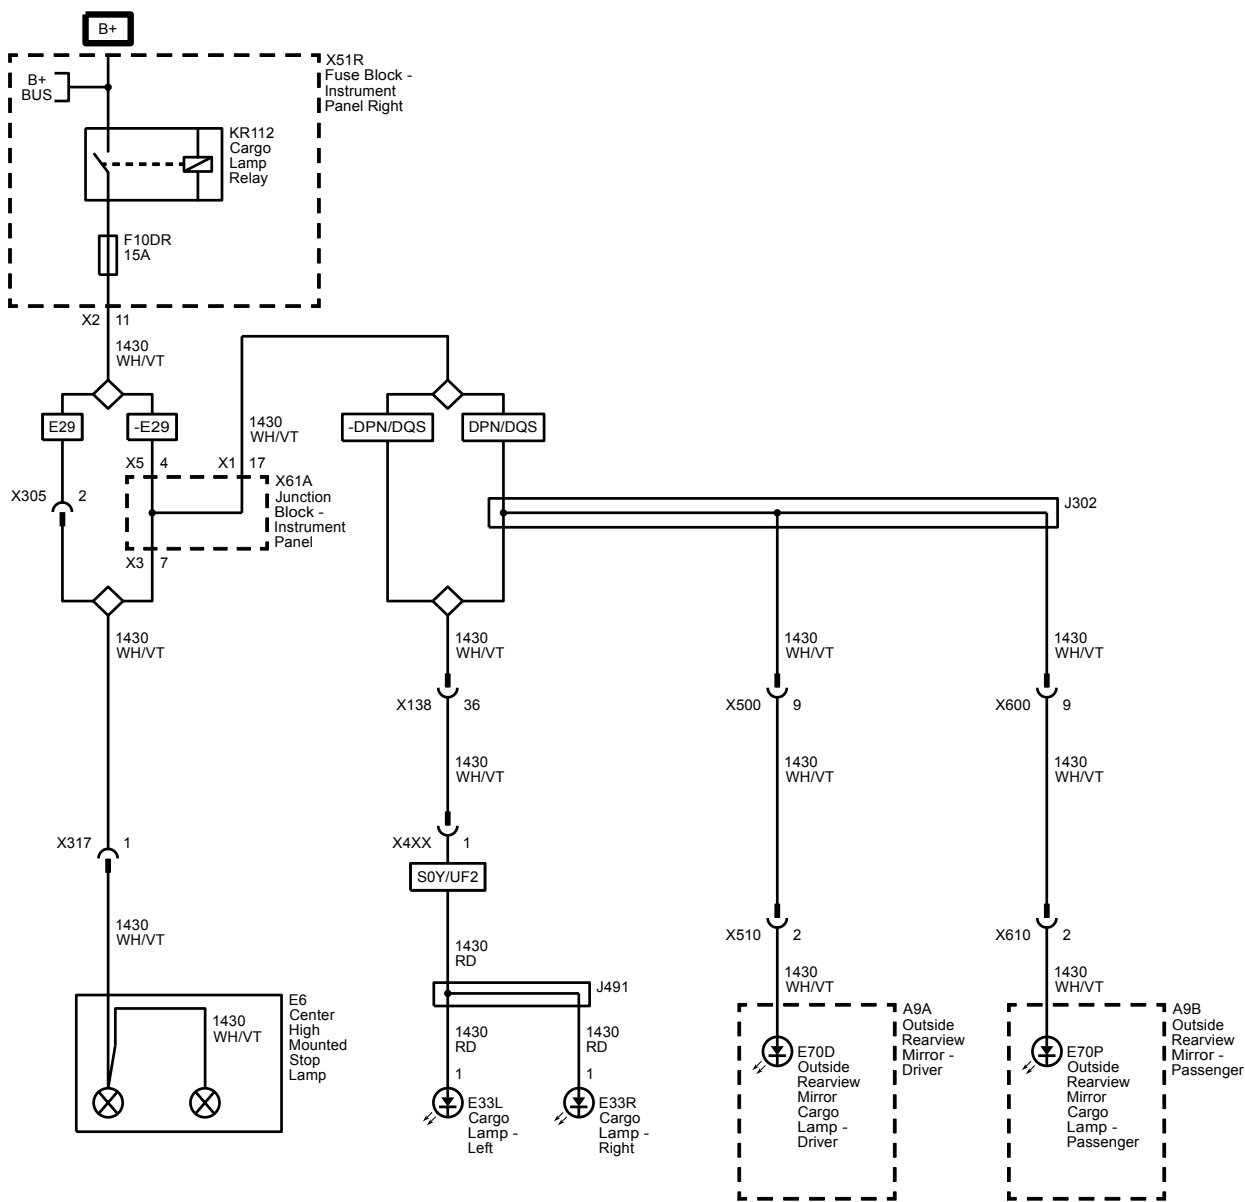 B+
X51R
Fuse Block -
Instrument
Panel Right
B+
BUS
KR112
Cargo
Lamp
Relay
F10DR
15A
X2 11
1430
WH/VT
E29
-E29
1430
WH/VT
-DPN/DQS
DPN/DQS
X5 4
X1 17
X61A
Junction
Block -
Instrument
Panel
X305 2
J302
X3 7
1430
WH/VT
1430
WH/VT
1430
WH/VT
1430
WH/VT
X138 36
X500 9
X600 9
1430
WH/VT
1430
WH/VT
1430
WH/VT
X317 1
X4XX 1
S0Y/UF2
1430
WH/VT
1430
RD
X510 2
X610 2
1430
WH/VT
1430
WH/VT
J491
E6
Center
High
Mounted
Stop
Lamp
1430
WH/VT
1430
RD
1430
RD
1
1
E33L
Cargo
Lamp -
Left
E33R
Cargo
Lamp -
Right
A9A
Outside
Rearview
Mirror -
Driver
E70D
Outside
Rearview
Mirror
Cargo
Lamp -
Driver
A9B
Outside
Rearview
Mirror -
Passenger
E70P
Outside
Rearview
Mirror
Cargo
Lamp -
Passenger